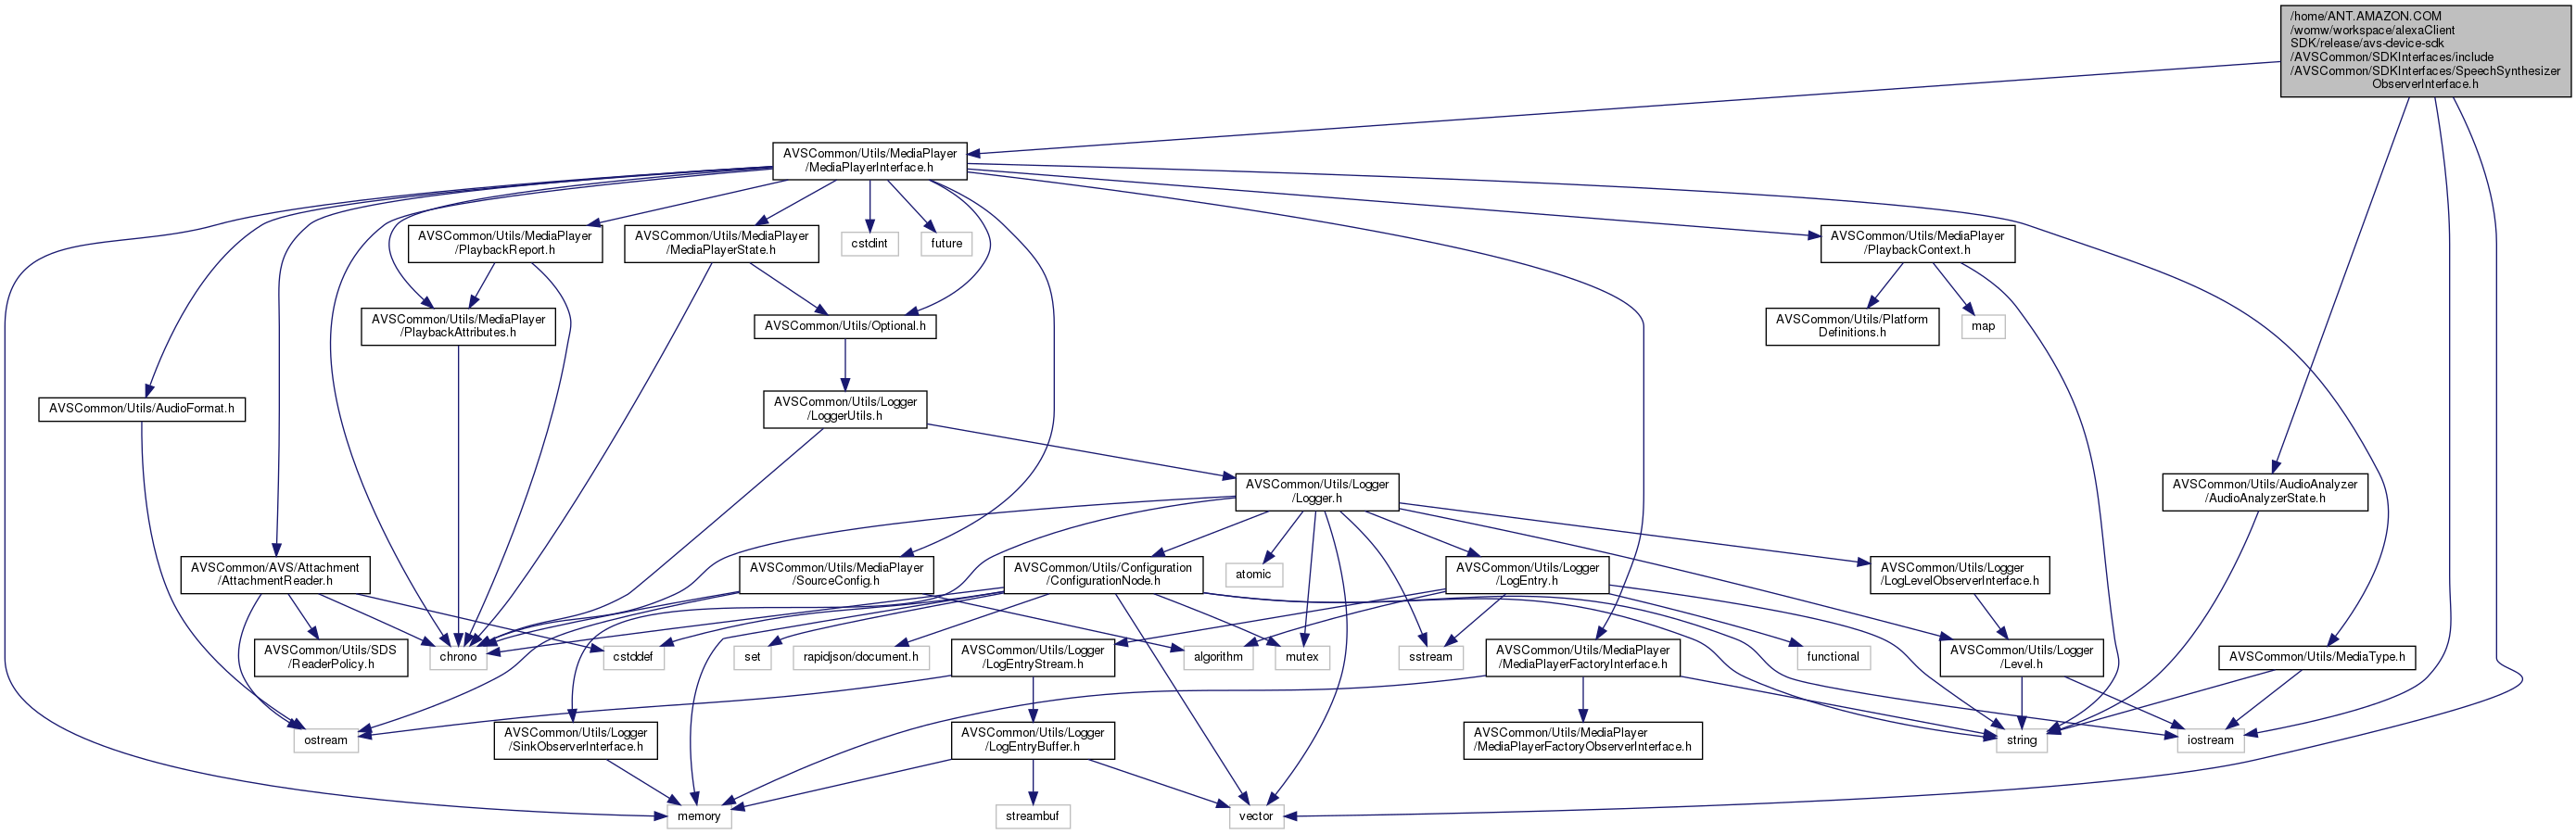 /home/ANT.AMAZON.COM
/womw/workspace/alexaClient
SDK/release/avs-device-sdk
/AVSCommon/SDKInterfaces/include
/AVSCommon/SDKInterfaces/SpeechSynthesizer
ObserverInterface.h
AVSCommon/Utils/MediaPlayer
/MediaPlayerInterface.h
AVSCommon/Utils/MediaPlayer
/PlaybackReport.h
AVSCommon/Utils/MediaPlayer
/MediaPlayerState.h
cstdint
future
AVSCommon/Utils/MediaPlayer
/PlaybackContext.h
AVSCommon/Utils/MediaPlayer
/PlaybackAttributes.h
AVSCommon/Utils/Optional.h
AVSCommon/Utils/Platform
Definitions.h
map
AVSCommon/Utils/AudioFormat.h
AVSCommon/Utils/Logger
/LoggerUtils.h
AVSCommon/Utils/Logger
/Logger.h
AVSCommon/Utils/AudioAnalyzer
/AudioAnalyzerState.h
AVSCommon/AVS/Attachment
/AttachmentReader.h
AVSCommon/Utils/MediaPlayer
/SourceConfig.h
AVSCommon/Utils/Configuration
/ConfigurationNode.h
atomic
AVSCommon/Utils/Logger
/LogEntry.h
AVSCommon/Utils/Logger
/LogLevelObserverInterface.h
AVSCommon/Utils/SDS
/ReaderPolicy.h
chrono
cstddef
set
rapidjson/document.h
AVSCommon/Utils/Logger
/LogEntryStream.h
algorithm
mutex
sstream
AVSCommon/Utils/MediaPlayer
/MediaPlayerFactoryInterface.h
functional
AVSCommon/Utils/Logger
/Level.h
AVSCommon/Utils/MediaType.h
ostream
AVSCommon/Utils/Logger
/SinkObserverInterface.h
AVSCommon/Utils/Logger
/LogEntryBuffer.h
AVSCommon/Utils/MediaPlayer
/MediaPlayerFactoryObserverInterface.h
string
iostream
memory
streambuf
vector